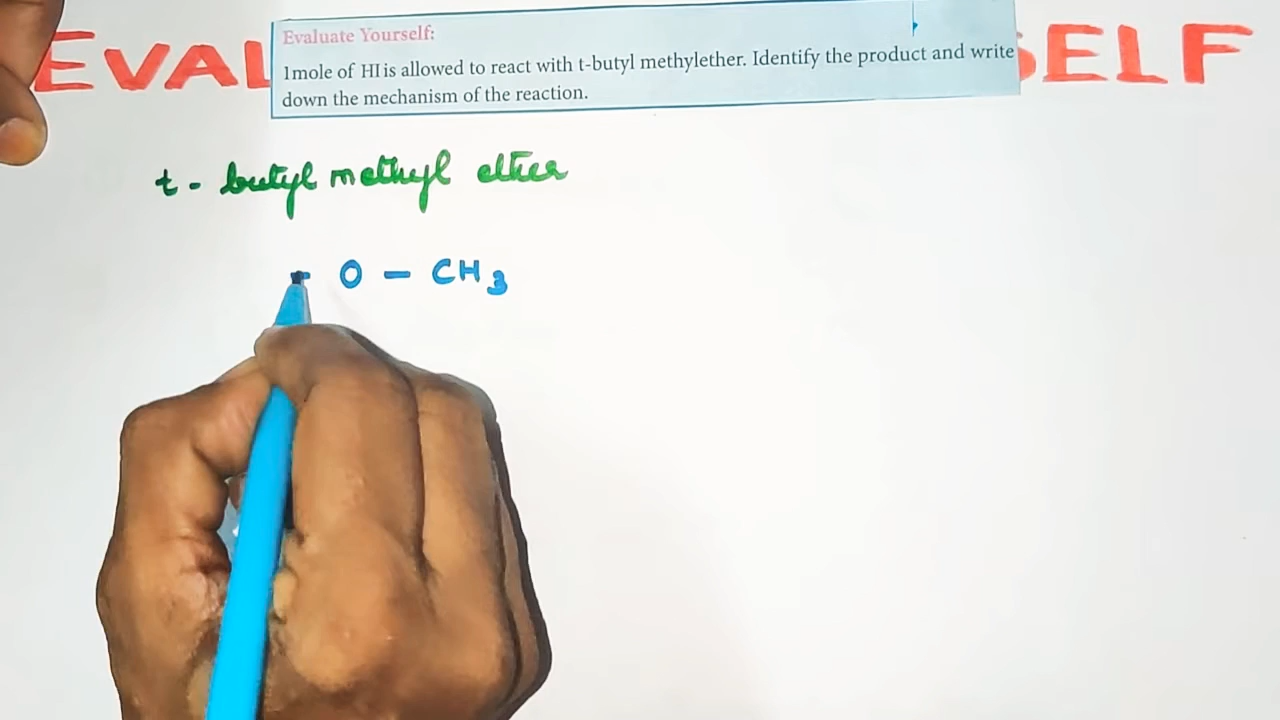 EVAL SELF
Evaluate Yourself:
1mole of HI is allowed to react with t-butyl methylether. Identify the product and write
down the mechanism of the reaction.
t - butyl methyl ether
- O - CH3